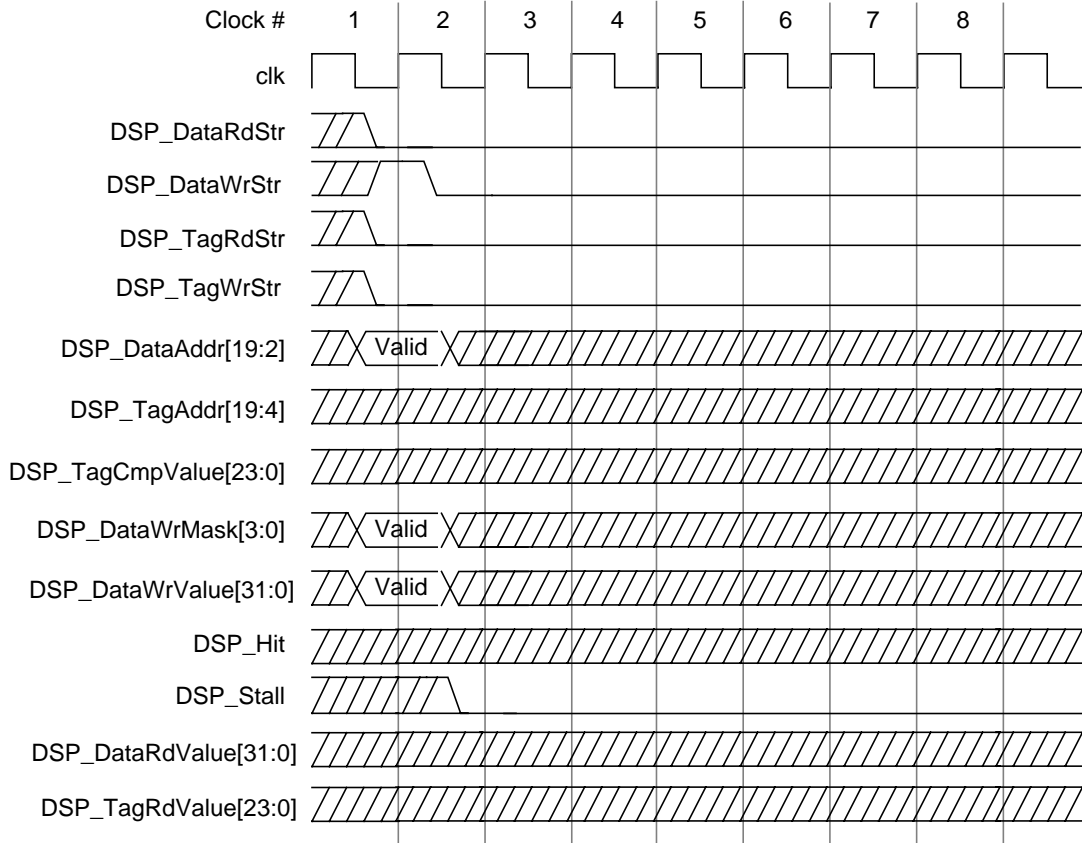 Clock # 1 2 3 4 5 6 7 8
clk
DSP_DataRdStr
DSP_DataWrStr
DSP_TagRdStr
DSP_TagWrStr
DSP_DataAddr[19:2] Valid
DSP_TagAddr[19:4]
DSP_TagCmpValue[23:0]
DSP_DataWrMask[3:0] Valid
DSP_DataWrValue[31:0] Valid
DSP_Hit
DSP_Stall
DSP_DataRdValue[31:0]
DSP_TagRdValue[23:0]